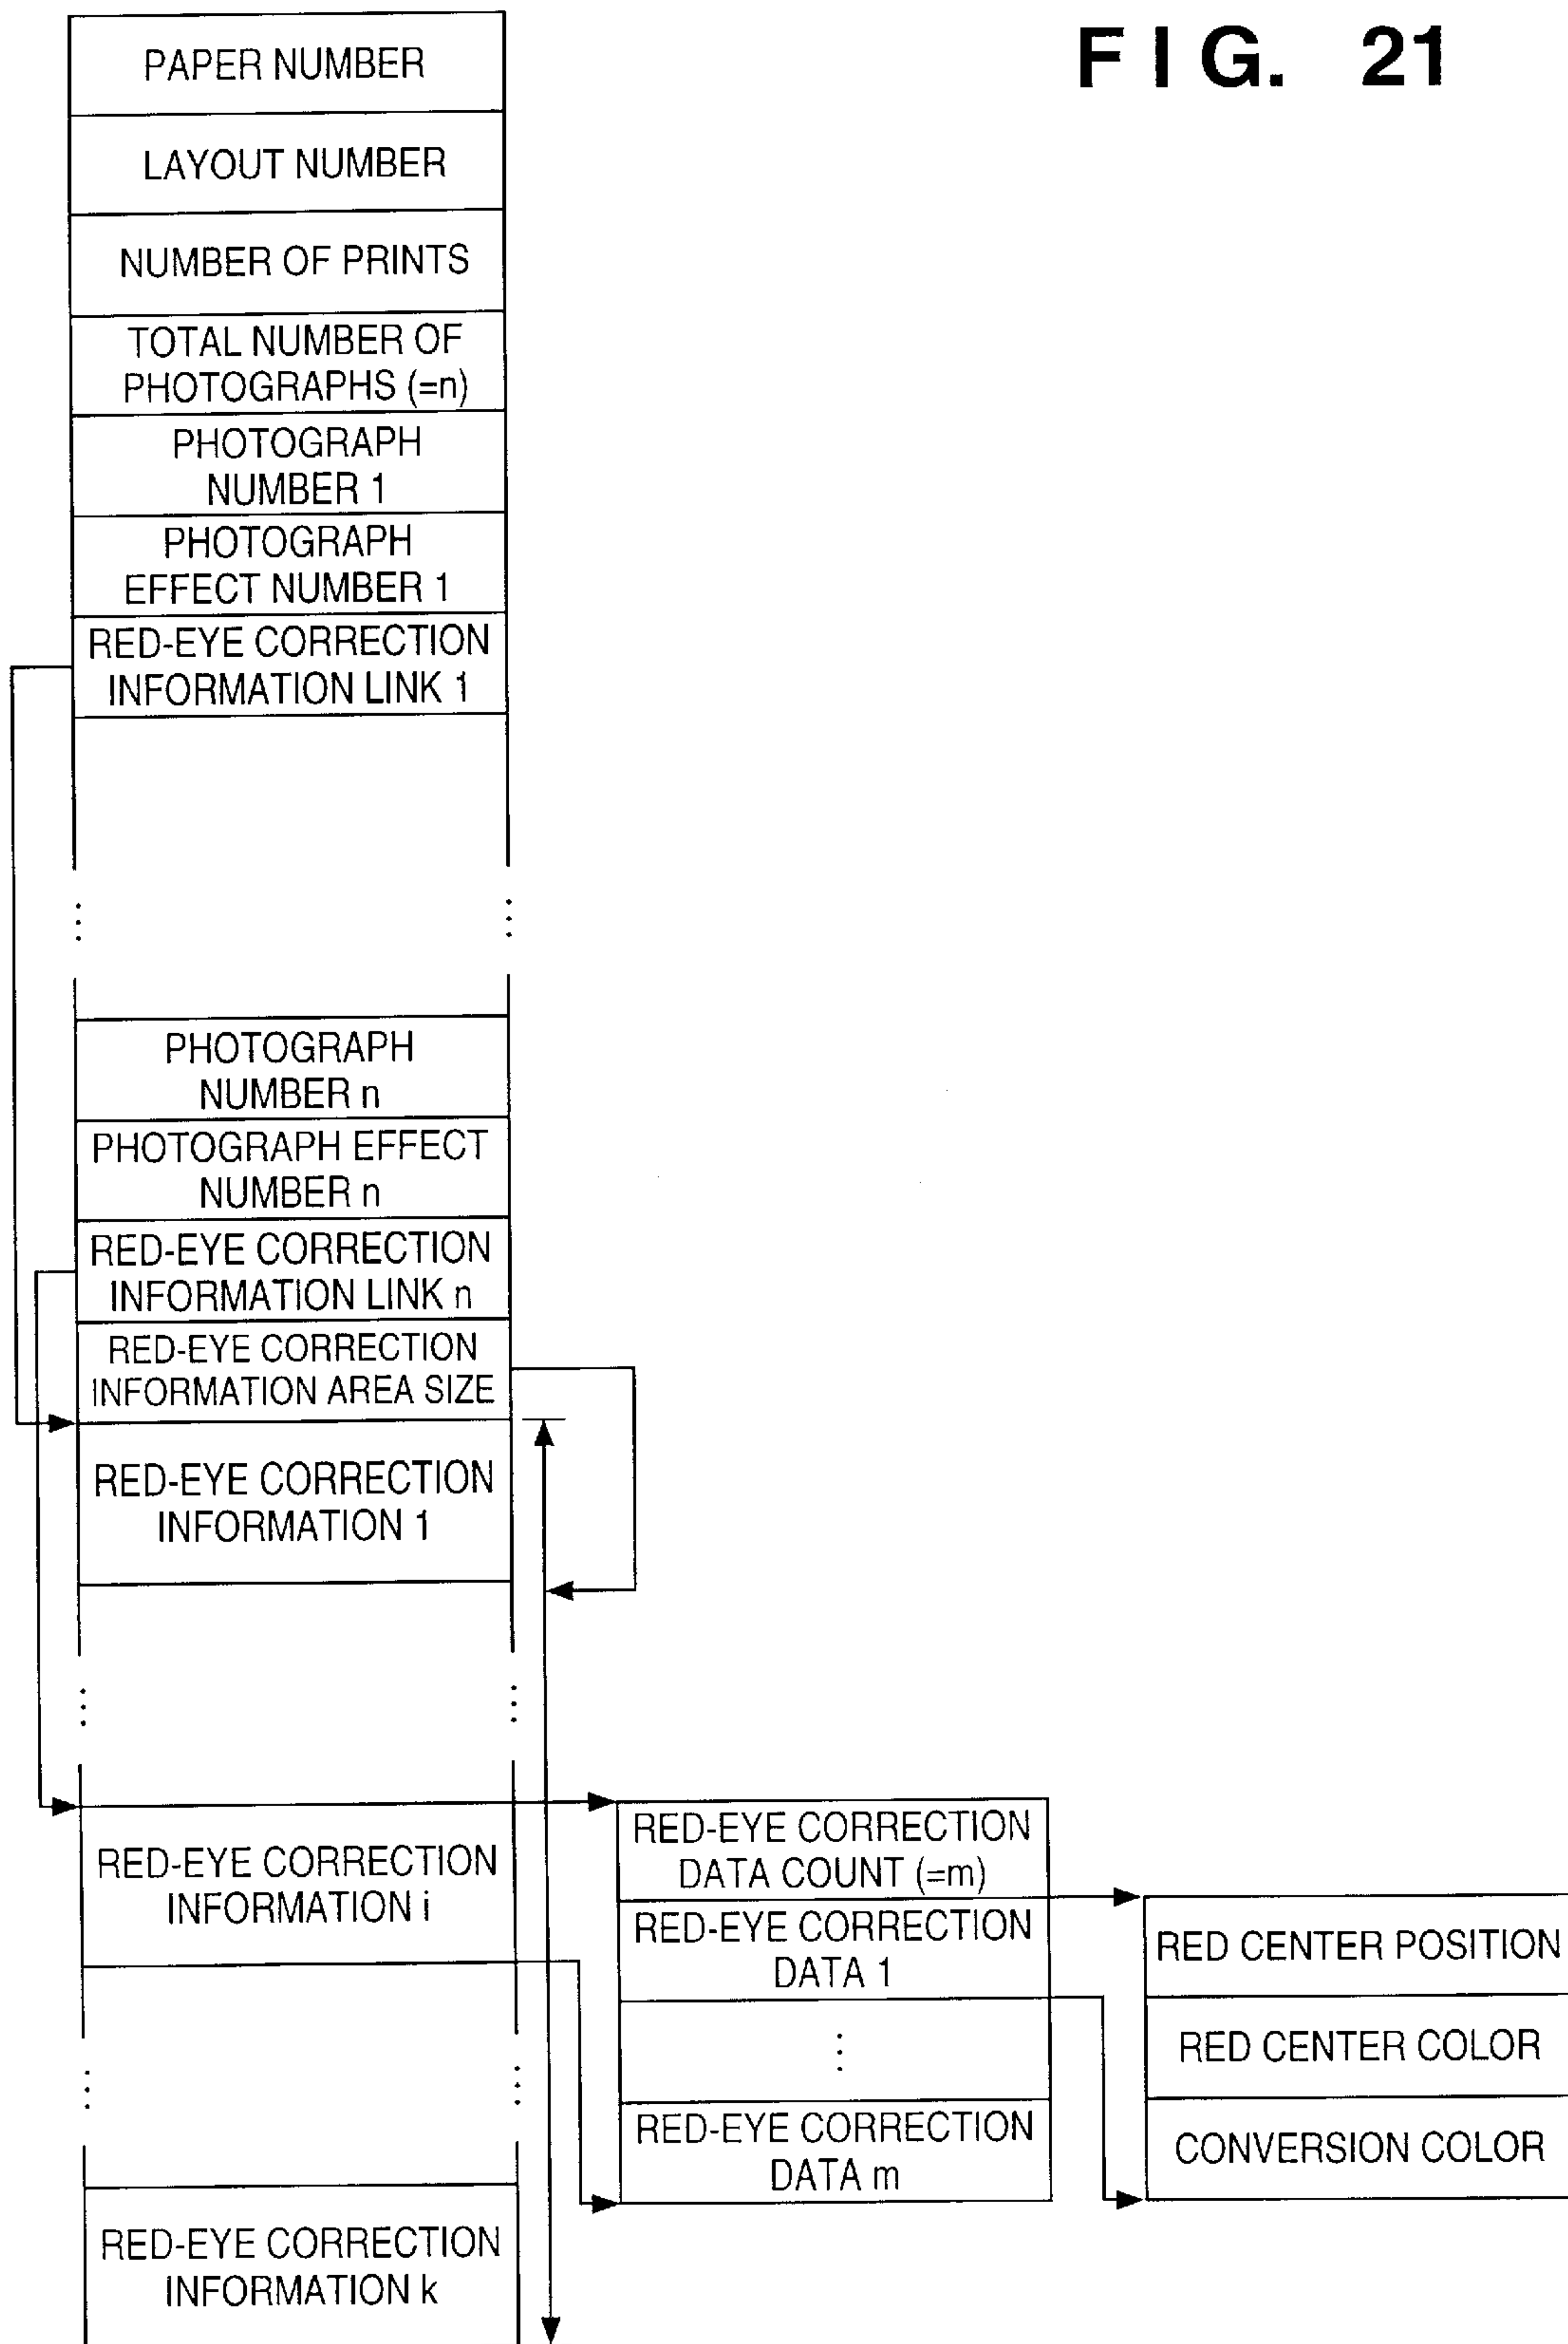 FIG. 21
PAPER NUMBER
LAYOUT NUMBER
NUMBER OF PRINTS
TOTAL NUMBER OF
PHOTOGRAPHS (=n)
PHOTOGRAPH
NUMBER 1
PHOTOGRAPH
EFFECT NUMBER 1
RED-EYE CORRECTION
INFORMATION LINK 1
PHOTOGRAPH
NUMBER n
PHOTOGRAPH EFFECT
NUMBER n
RED-EYE CORRECTION
INFORMATION LINK n
RED-EYE CORRECTION
INFORMATION AREA SIZE
RED-EYE CORRECTION
INFORMATION 1
RED-EYE CORRECTION
INFORMATION i
RED-EYE CORRECTION
INFORMATION k
RED-EYE CORRECTION
DATA COUNT (=m)
RED-EYE CORRECTION
DATA 1
RED-EYE CORRECTION
DATA m
RED CENTER POSITION
RED CENTER COLOR
CONVERSION COLOR